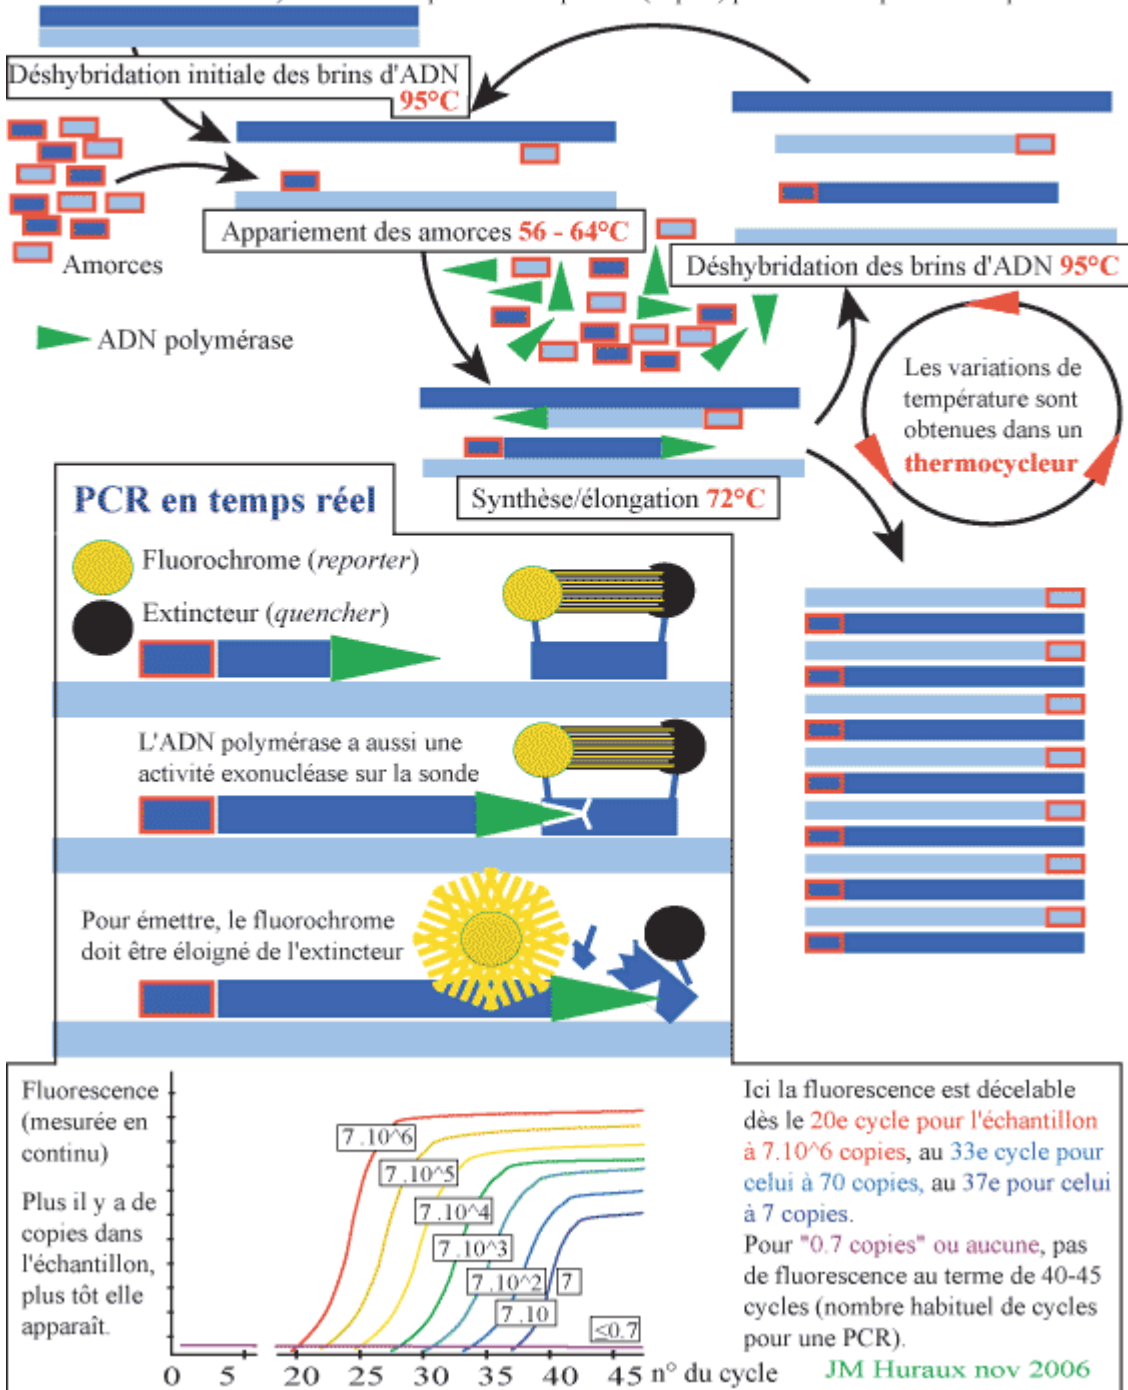 Déshybridation initiale des brins d'ADN
95°C
Appariement des amorces 56 - 64°C
Amorces
Déshybridation des brins d'ADN 95°C
ADN polymérase
Les variations de
température sont
obtenues dans un
thermocycleur
Synthèse/élongation 72°C
PCR en temps réel
Fluorochrome (reporter)
Extincteur (quencher)
L'ADN polymérase a aussi une
activité exonucléase sur la sonde
Pour émettre, le fluorochrome
doit être éloigné de l'extincteur
Fluorescence
(mesurée en
continu)
Plus il y a de
copies dans
l'échantillon,
plus tôt elle
apparaît.
7 .10^6
7 .10^5
7 .10^4
7 .10^3
7 .10^2
7
7 .10
≤0.7
0 5 20 25 30 35 40 45 n° du cycle
Ici la fluorescence est décelable
dès le 20e cycle pour l'échantillon
à 7.10^6 copies, au 33e cycle pour
celui à 70 copies, au 37e pour celui
à 7 copies.
Pour "0.7 copies" ou aucune, pas
de fluorescence au terme de 40-45
cycles (nombre habituel de cycles
pour une PCR).
JM Huraux nov 2006